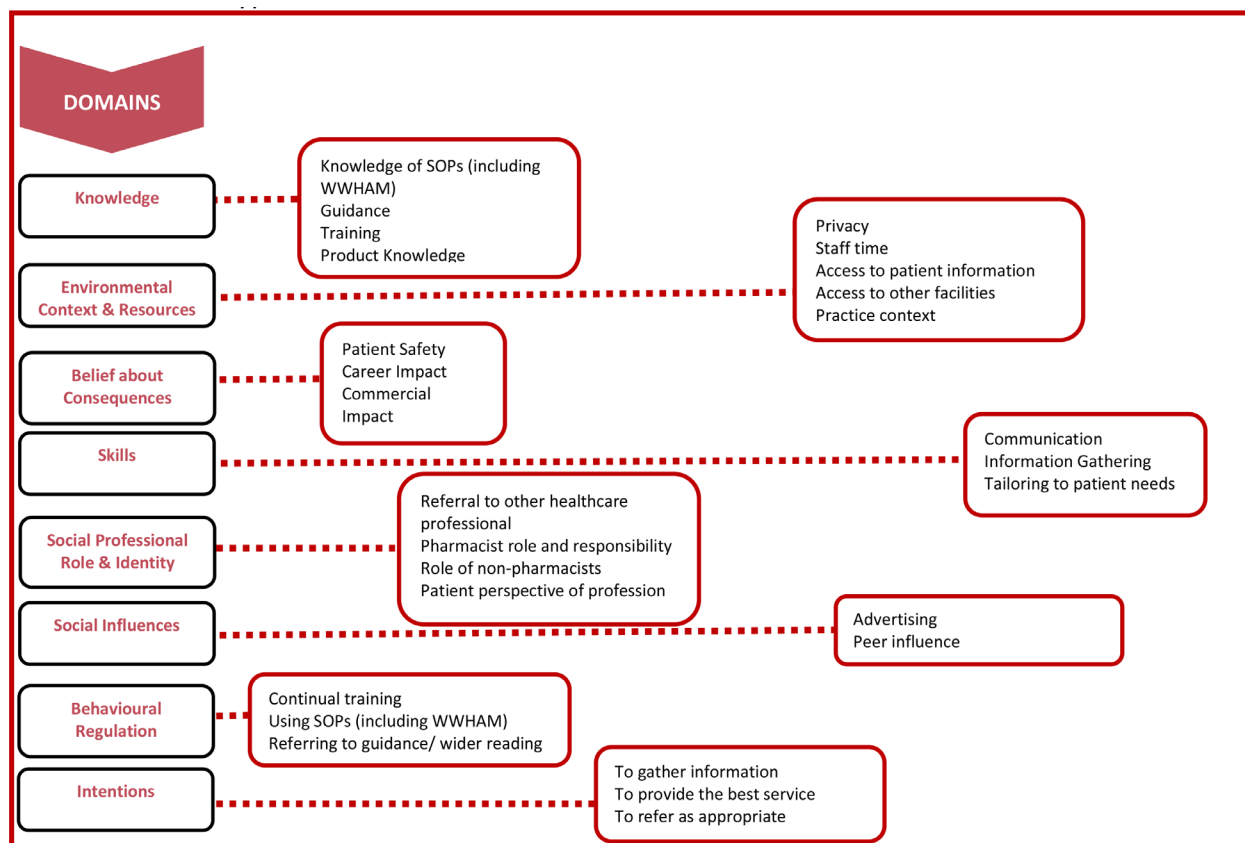 DOMAINS
Knowledge
Knowledge of SOPs (including
WWHAM)
Guidance
Training
Product Knowledge
Environmental
Context & Resources
Privacy
Staff time
Access to patient information
Access to other facilities
Practice context
Belief about
Consequences
Patient Safety
Career Impact
Commercial
Impact
Skills
Communication
Information Gathering
Tailoring to patient needs
Social Professional
Role & Identity
Referral to other healthcare
professional
Pharmacist role and responsibility
Role of non-pharmacists
Patient perspective of profession
Social Influences
Advertising
Peer influence
Behavioural
Regulation
Continual training
Using SOPs (including WWHAM)
Referring to guidance/ wider reading
Intentions
To gather information
To provide the best service
To refer as appropriate